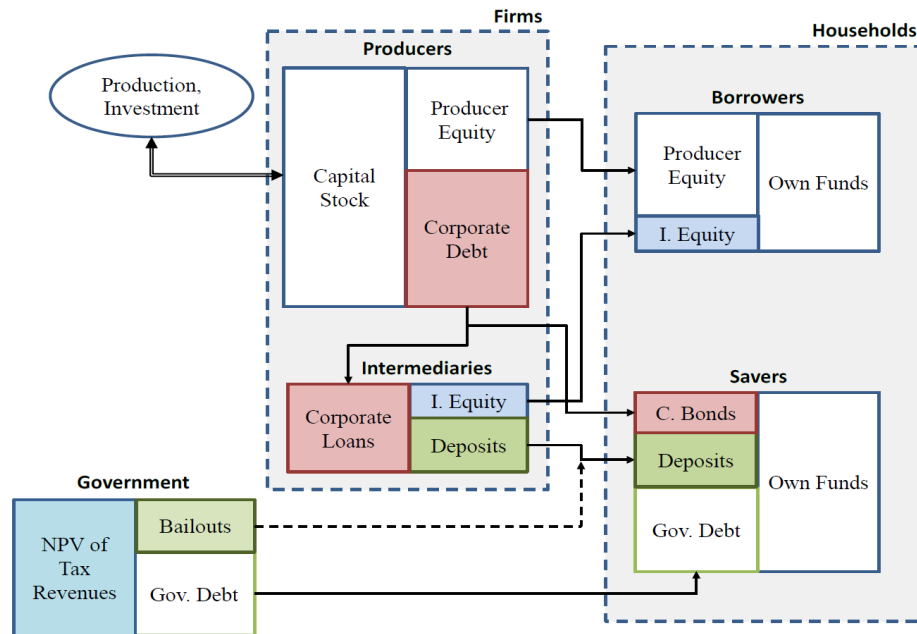 Firms
Households
Producers
Production,
Investment
Capital
Stock
Producer
Equity
Corporate
Debt
Borrowers
Producer
Equity
Own Funds
I. Equity
Intermediaries
Corporate
Loans
I. Equity
Deposits
Savers
C. Bonds
Deposits
Gov. Debt
Own Funds
Government
NPV of
Tax
Revenues
Bailouts
Gov. Debt